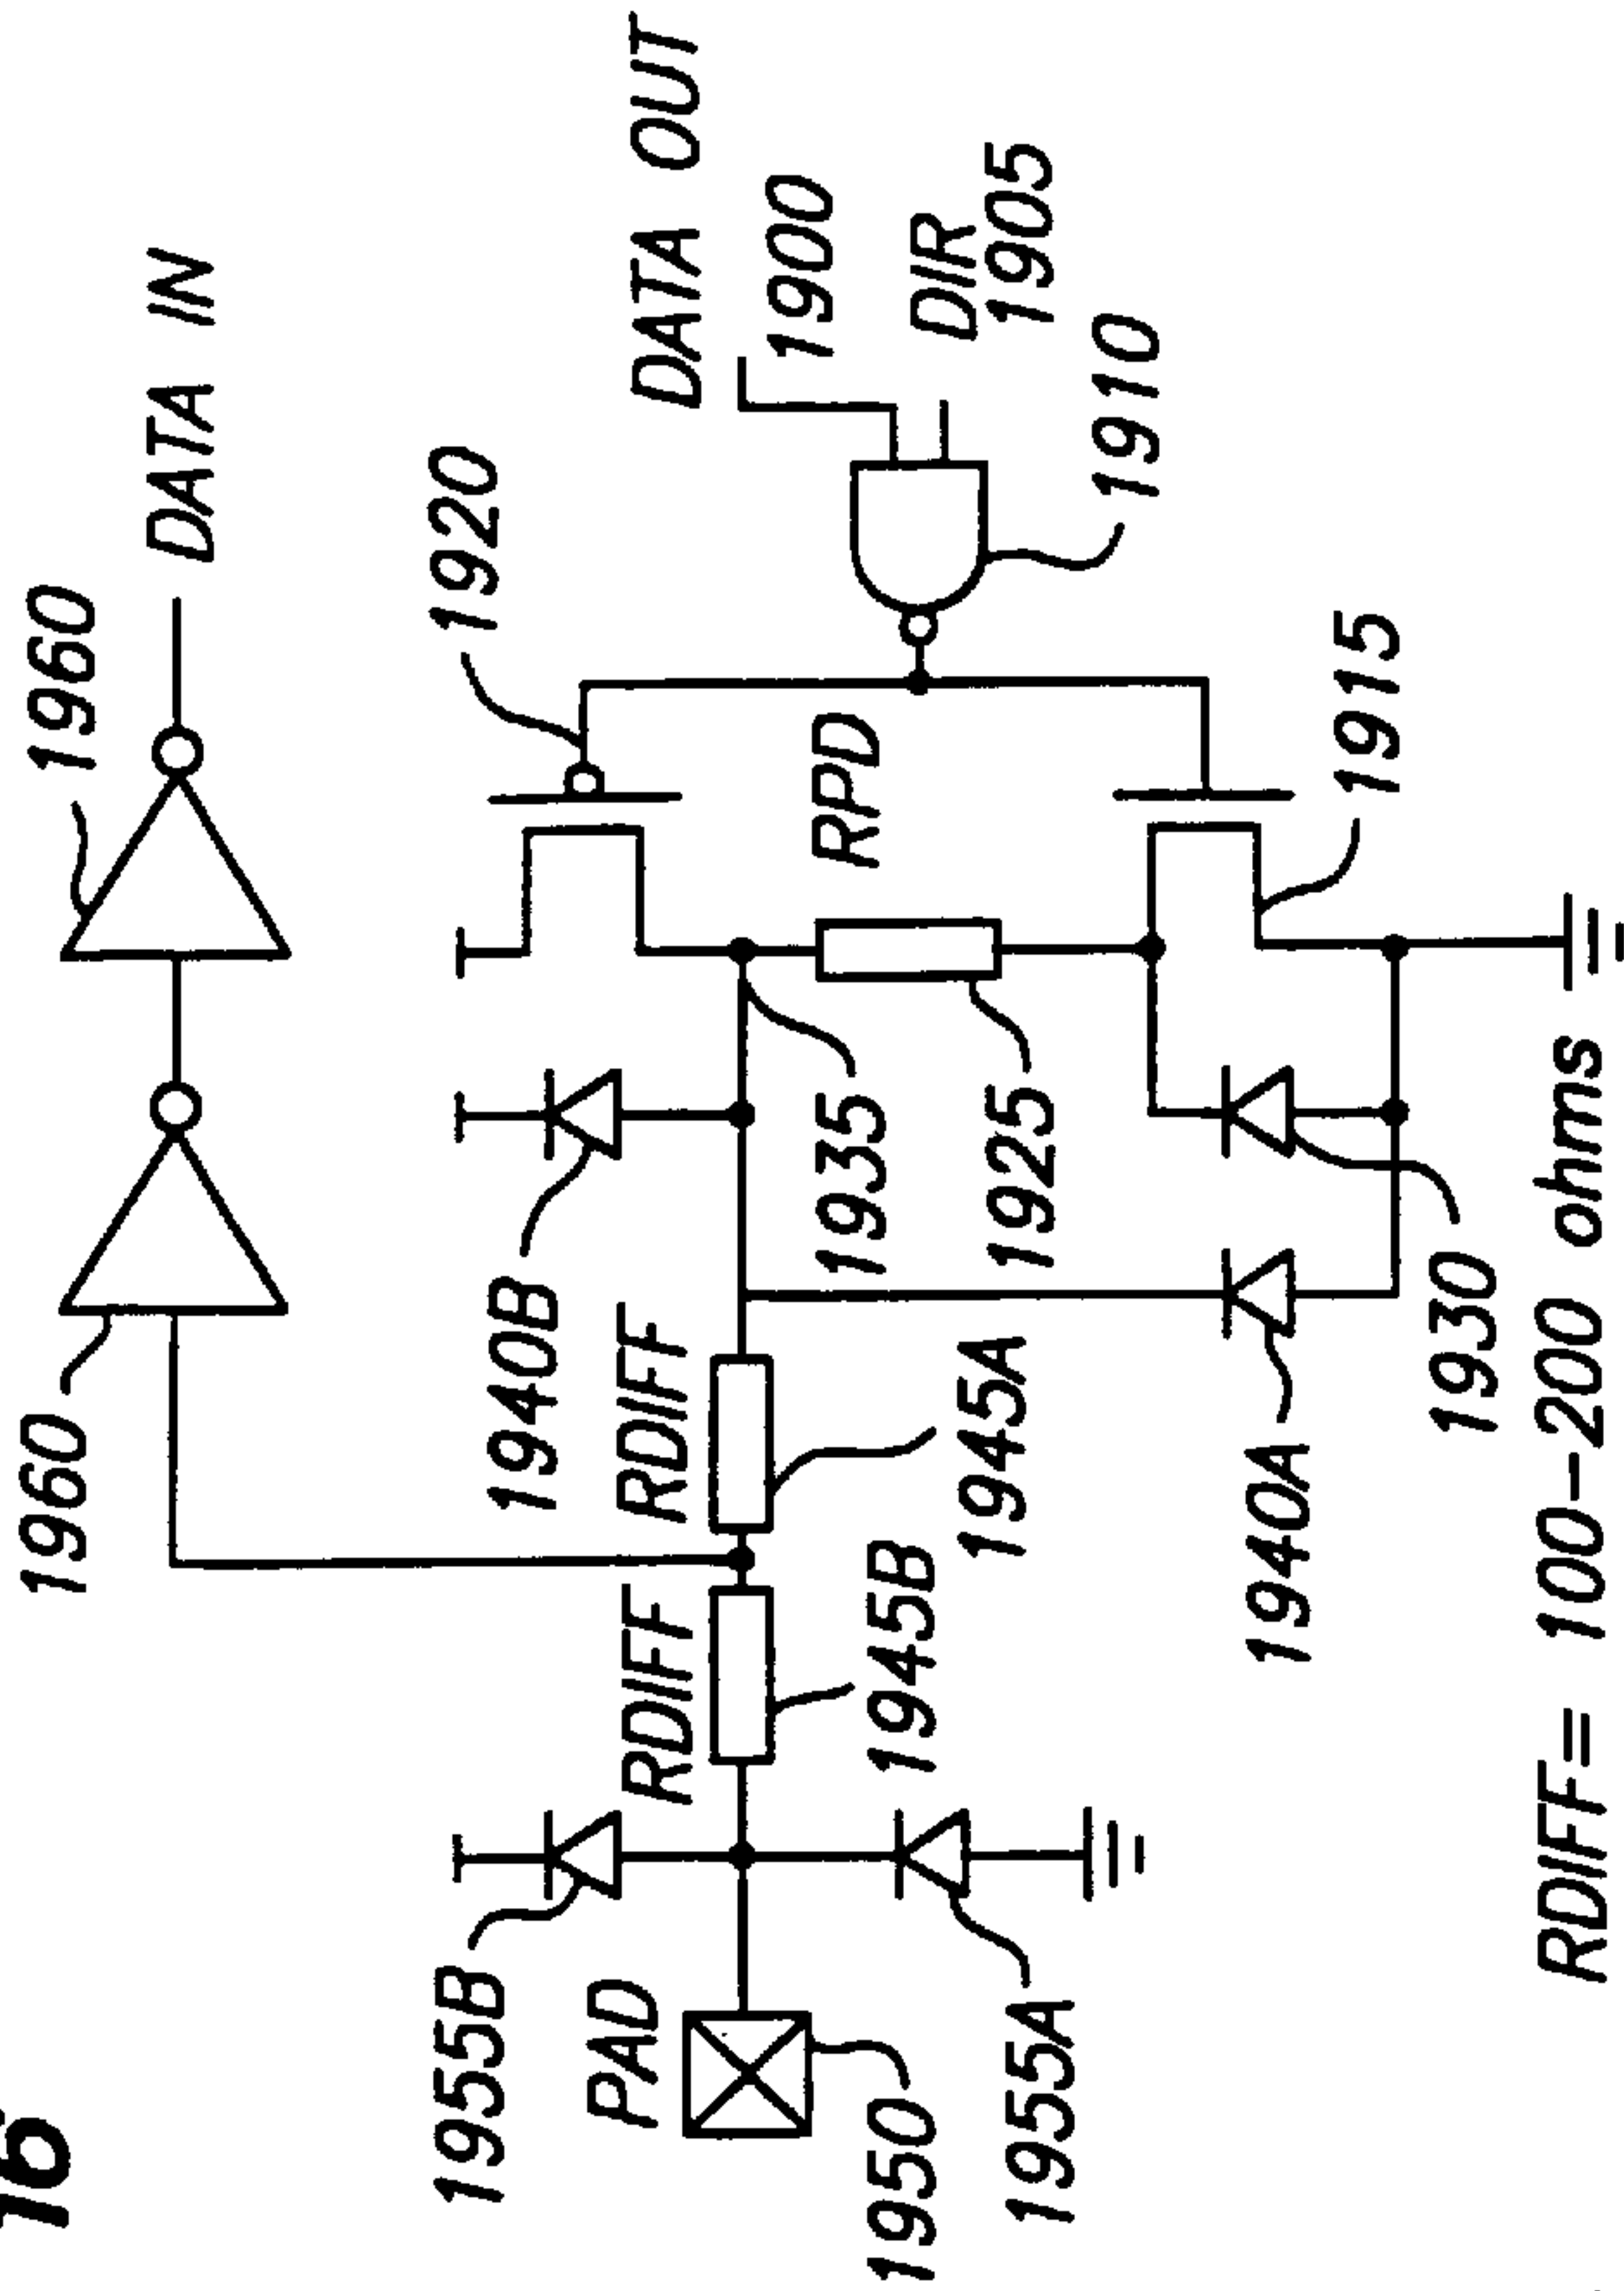 16
1960
1960
DATA IN
1955B
1940B
1920
PAD
RDIFF
RDIFF
DATA OUT
1900
1950
1945B
1935
RPD
DIR
1955A
1945A
1925
1905
1910
1940A
1930
1915
RDIFF= 100-200 ohms